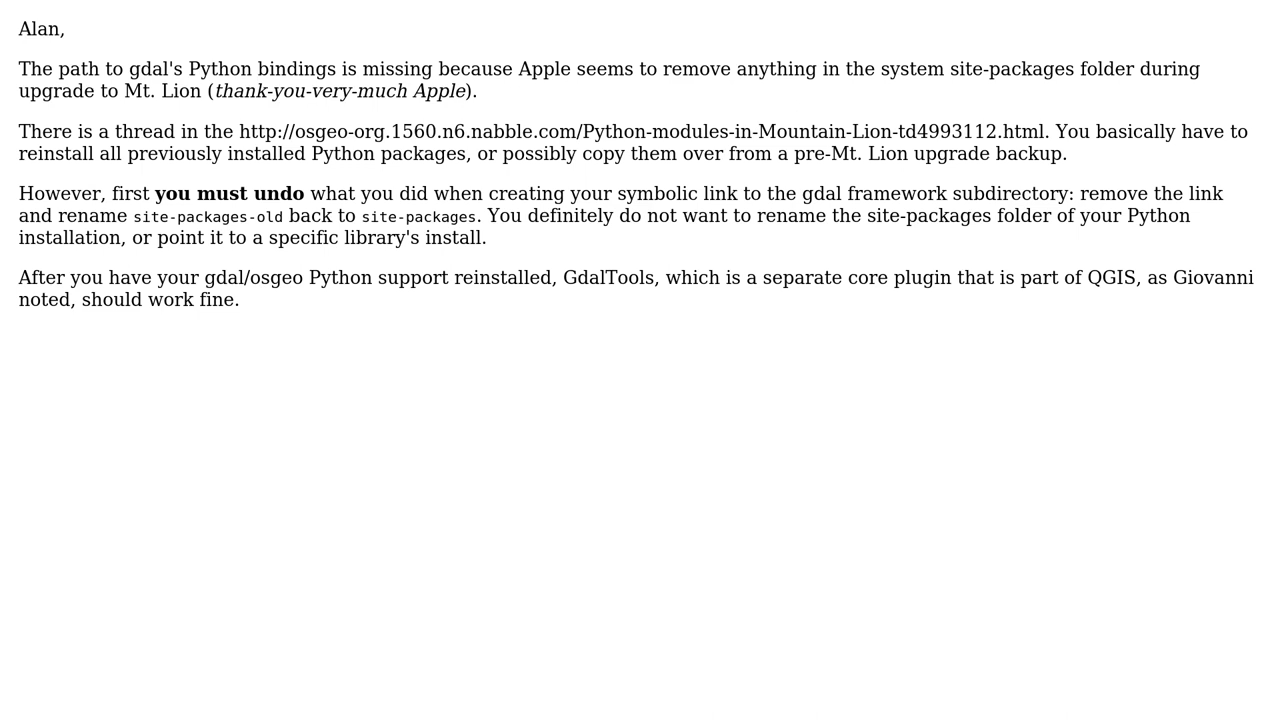 Alan,
The path to gdal's Python bindings is missing because Apple seems to remove anything in the system site-packages folder during
upgrade to Mt. Lion (thank-you-very-much Apple).
There is a thread in the http://osgeo-org.1560.n6.nabble.com/Python-modules-in-Mountain-Lion-td4993112.html. You basically have to
reinstall all previously installed Python packages, or possibly copy them over from a pre-Mt. Lion upgrade backup.
However, first you must undo what you did when creating your symbolic link to the gdal framework subdirectory: remove the link
and rename site-packages-old back to site-packages. You definitely do not want to rename the site-packages folder of your Python
installation, or point it to a specific library's install.
After you have your gdal/osgeo Python support reinstalled, GdalTools, which is a separate core plugin that is part of QGIS, as Giovanni
noted, should work fine.